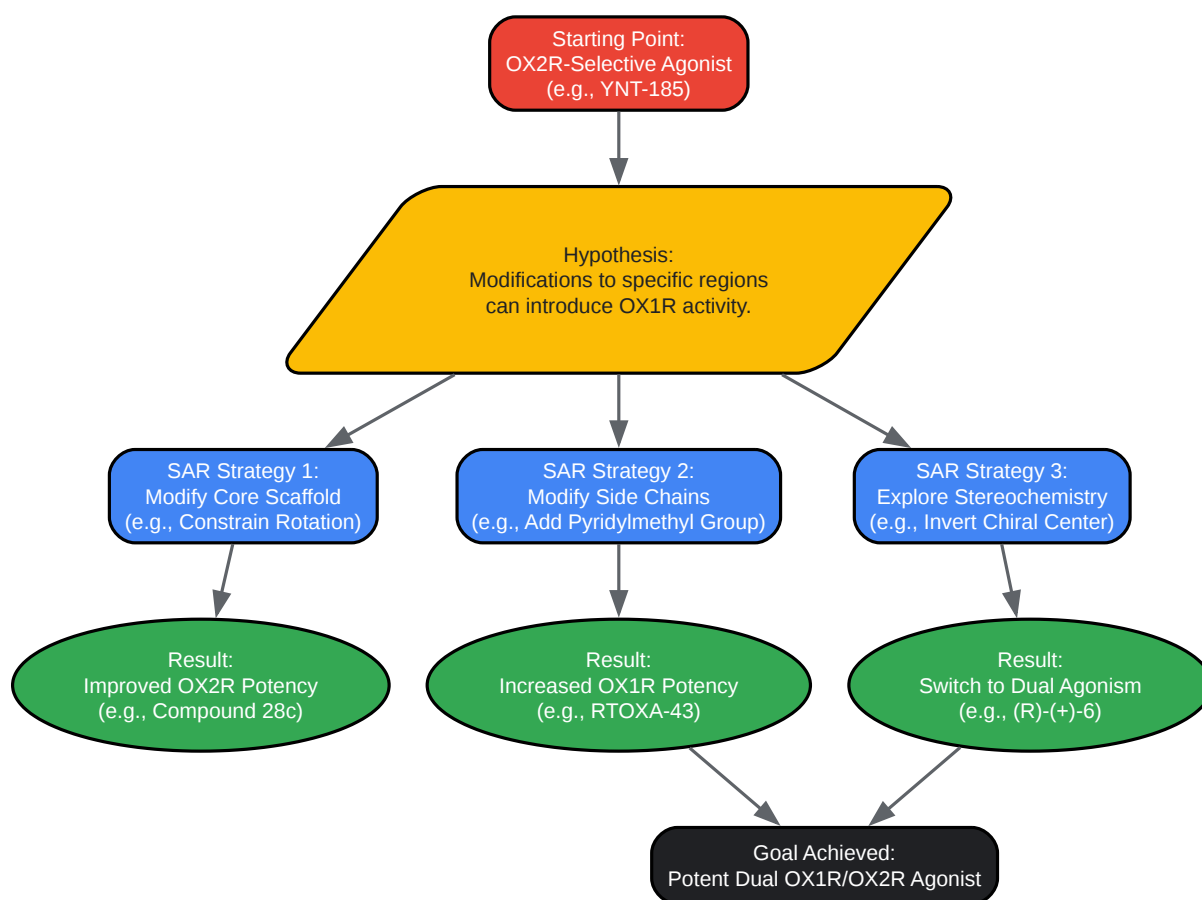 Starting Point:
OX2R-Selective Agonist
(e.g., YNT-185)
Hypothesis:
Modifications to specific regions
can introduce OX1R activity.
SAR Strategy 1:
Modify Core Scaffold
(e.g., Constrain Rotation)
SAR Strategy 2:
Modify Side Chains
(e.g., Add Pyridylmethyl Group)
SAR Strategy 3:
Explore Stereochemistry
(e.g., Invert Chiral Center)
Result:
Improved OX2R Potency
(e.g., Compound 28c)
Result:
Increased OX1R Potency
(e.g., RTOXA-43)
Result:
Switch to Dual Agonism
(e.g., (R)-(+)-6)
Goal Achieved:
Potent Dual OX1R/OX2R Agonist